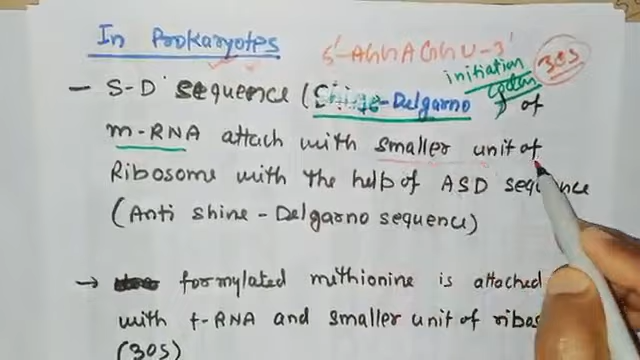 In Prokaryotes
5'-AGGAGGU-3'
initiation codon
30S
- S-D sequence (Shine-Delgarno) of
m-RNA attach with smaller unit of
Ribosome with the help of ASD sequence
(Anti shine-Delgarno sequence)
→ formylated methionine is attached
with t-RNA and smaller unit of ribos
(30S)